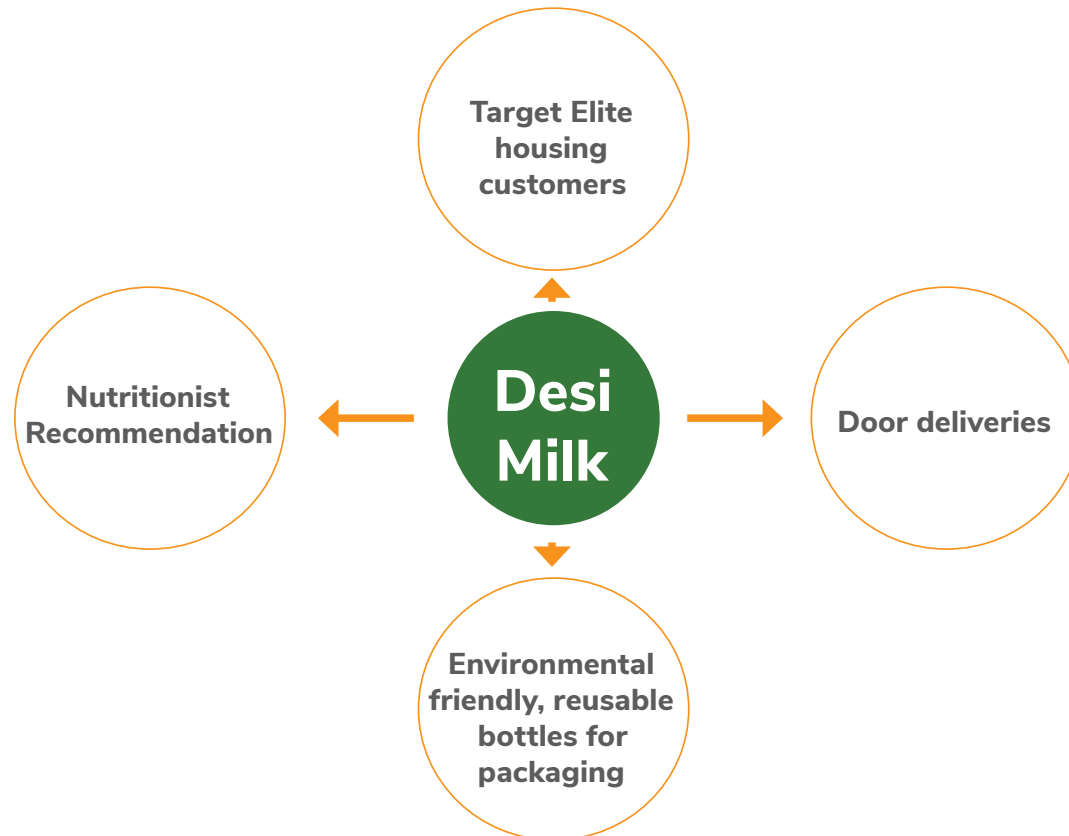 Target Elite
housing
customers
Nutritionist
Recommendation
Desi
Milk
Door deliveries
Environmental
friendly, reusable
bottles for
packaging